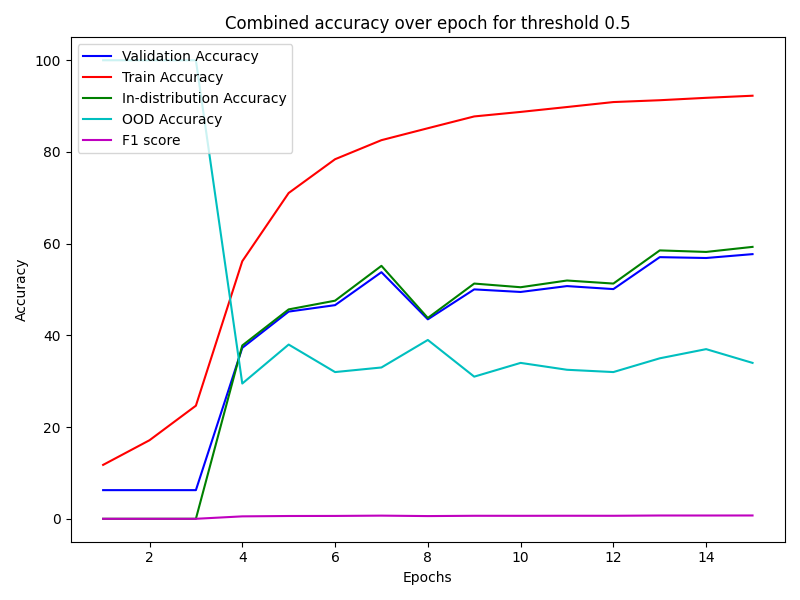 Combined accuracy over epoch for threshold 0.5
100
80
60
40
20
0
Accuracy
Validation Accuracy
Train Accuracy
In-distribution Accuracy
OOD Accuracy
F1 score
2 4 6 8 10 12 14
Epochs